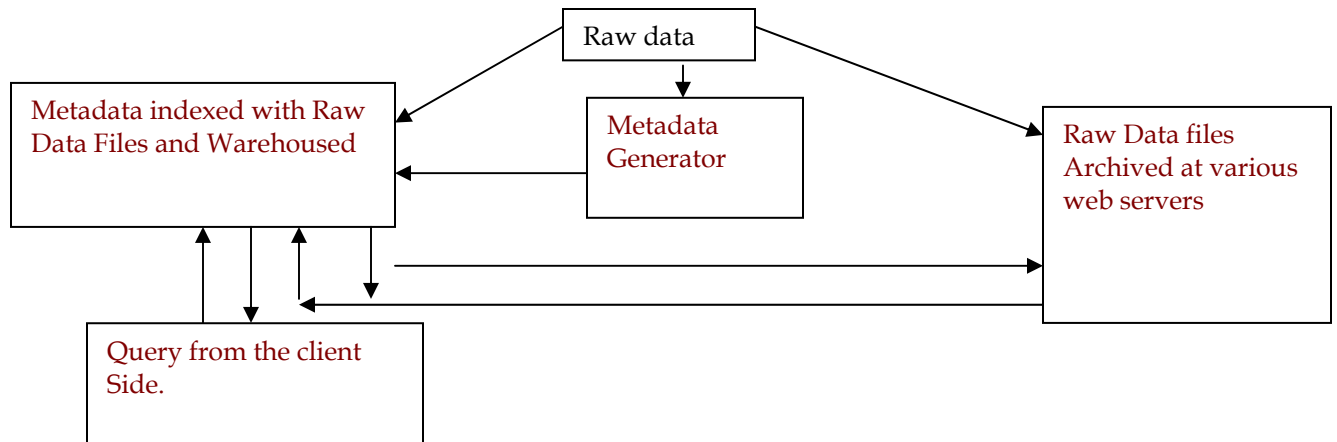 Raw data
Metadata indexed with Raw
Data Files and Warehoused
Metadata
Generator
Raw Data files
Archived at various
web servers
Query from the client
Side.